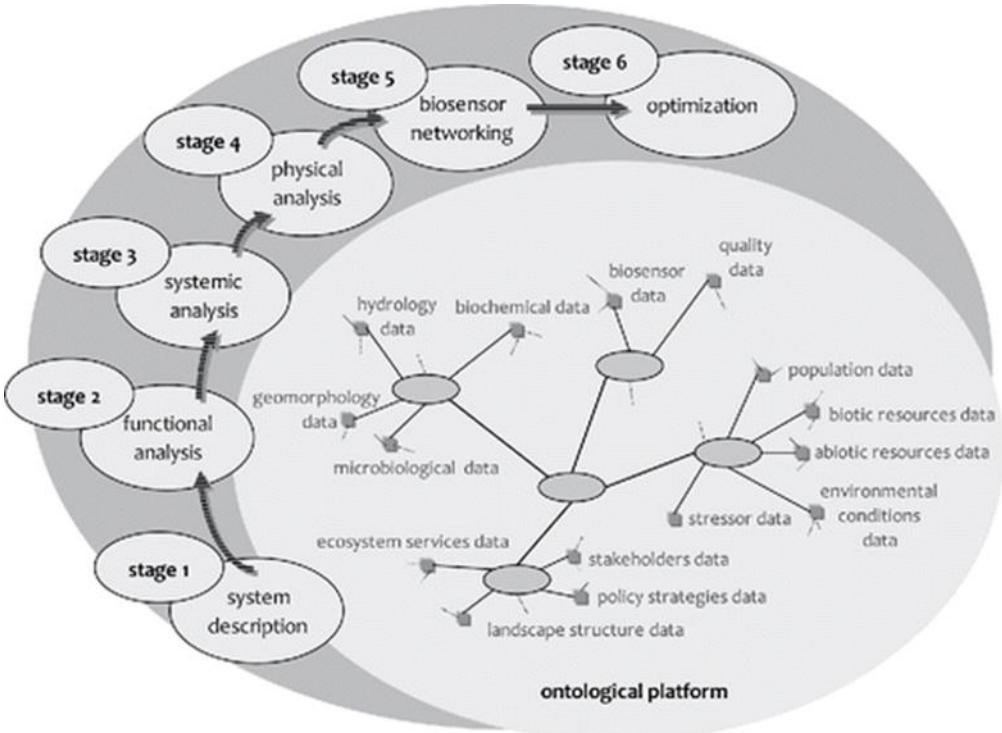 stage 1
system
description
stage 2
functional
analysis
stage 3
systemic
analysis
stage 4
physical
analysis
stage 5
biosensor
networking
stage 6
optimization
hydrology
data
biochemical data
geomorphology
data
microbiological data
biosensor
data
quality
data
population data
biotic resources data
abiotic resources data
environmental
conditions
data
stressor data
ecosystem services data
stakeholders data
policy strategies data
landscape structure data
ontological platform